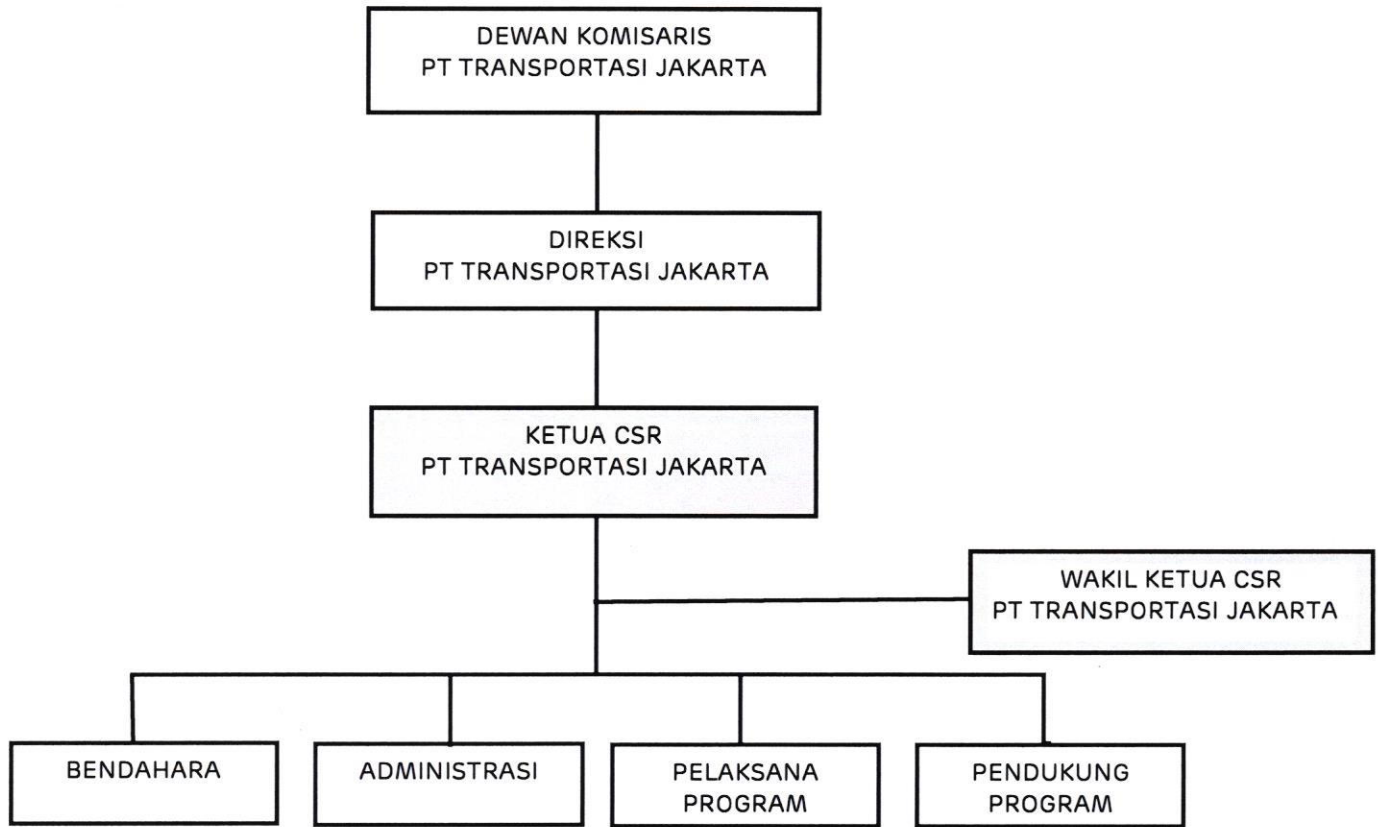 DEWAN KOMISARIS
PT TRANSPORTASI JAKARTA
DIREKSI
PT TRANSPORTASI JAKARTA
KETUA CSR
PT TRANSPORTASI JAKARTA
WAKIL KETUA CSR
PT TRANSPORTASI JAKARTA
BENDAHARA
ADMINISTRASI
PELAKSANA
PROGRAM
PENDUKUNG
PROGRAM